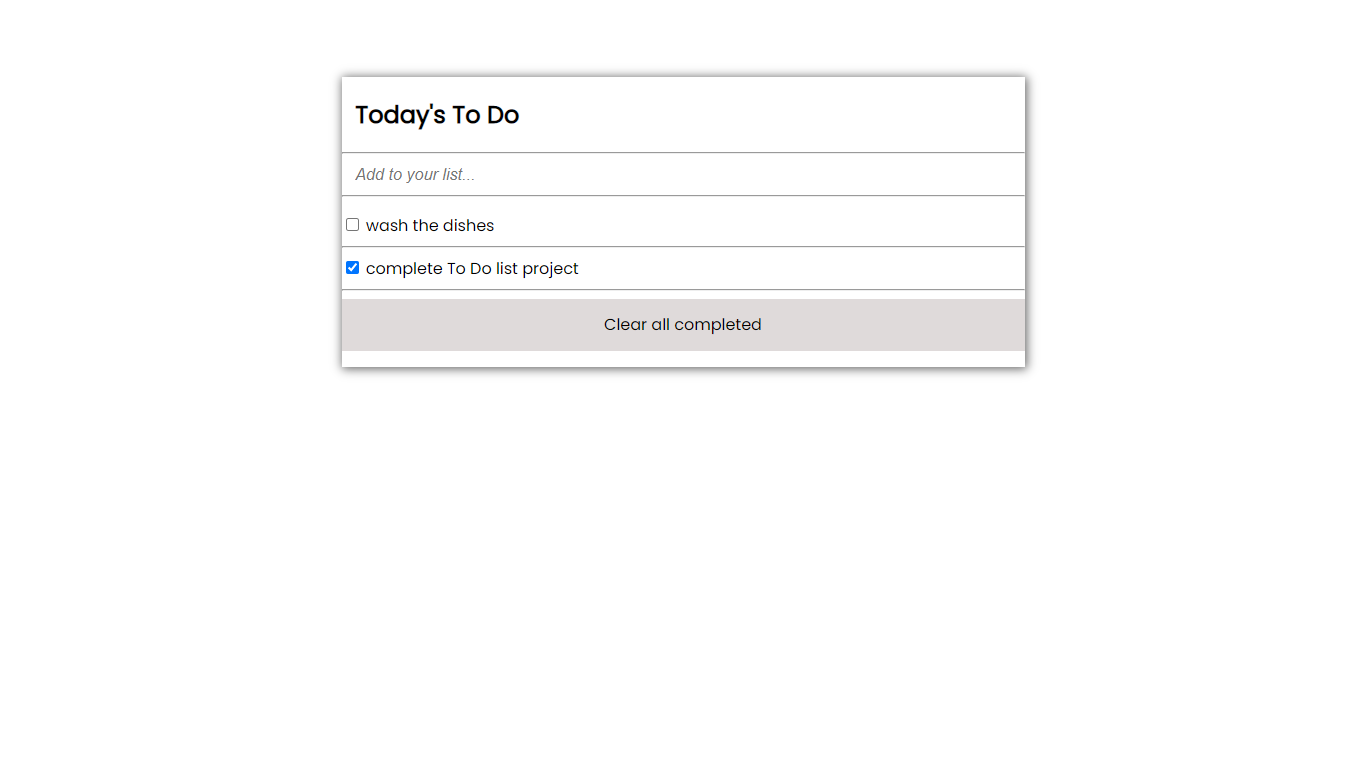 Today's To Do
Add to your list...
wash the dishes
complete To Do list project
Clear all completed